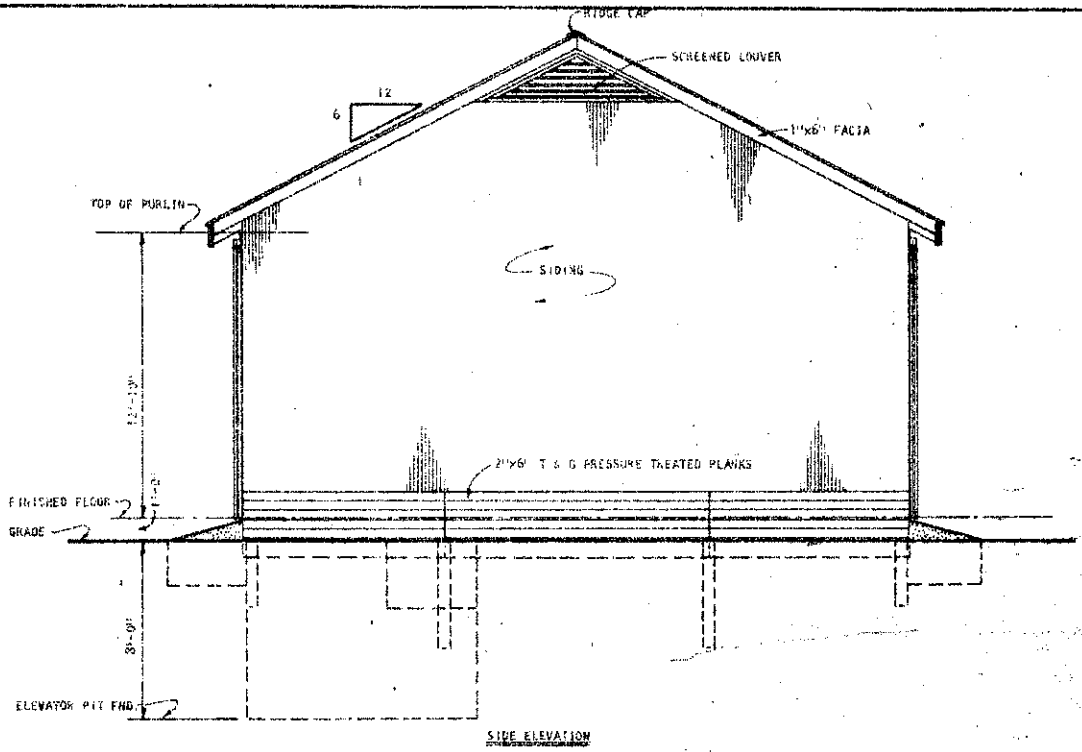 RIDGE CAP
SCREENED LOUVER
12
6
1"x6" FACIA
TOP OF PURLIN
SIDING
2"x6" T & G PRESSURE TREATED PLANKS
FINISHED FLOOR
GRADE
ELEVATOR PIT FND.
SIDE ELEVATION